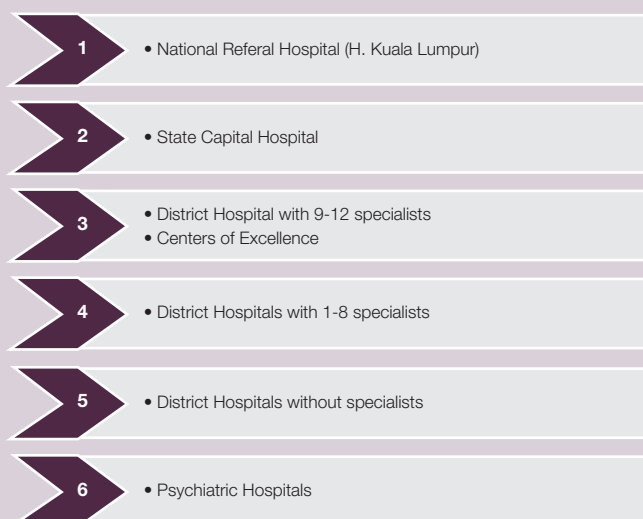 1
• National Referal Hospital (H. Kuala Lumpur)
2
• State Capital Hospital
3
• District Hospital with 9-12 specialists
• Centers of Excellence
4
• District Hospitals with 1-8 specialists
5
• District Hospitals without specialists
6
• Psychiatric Hospitals